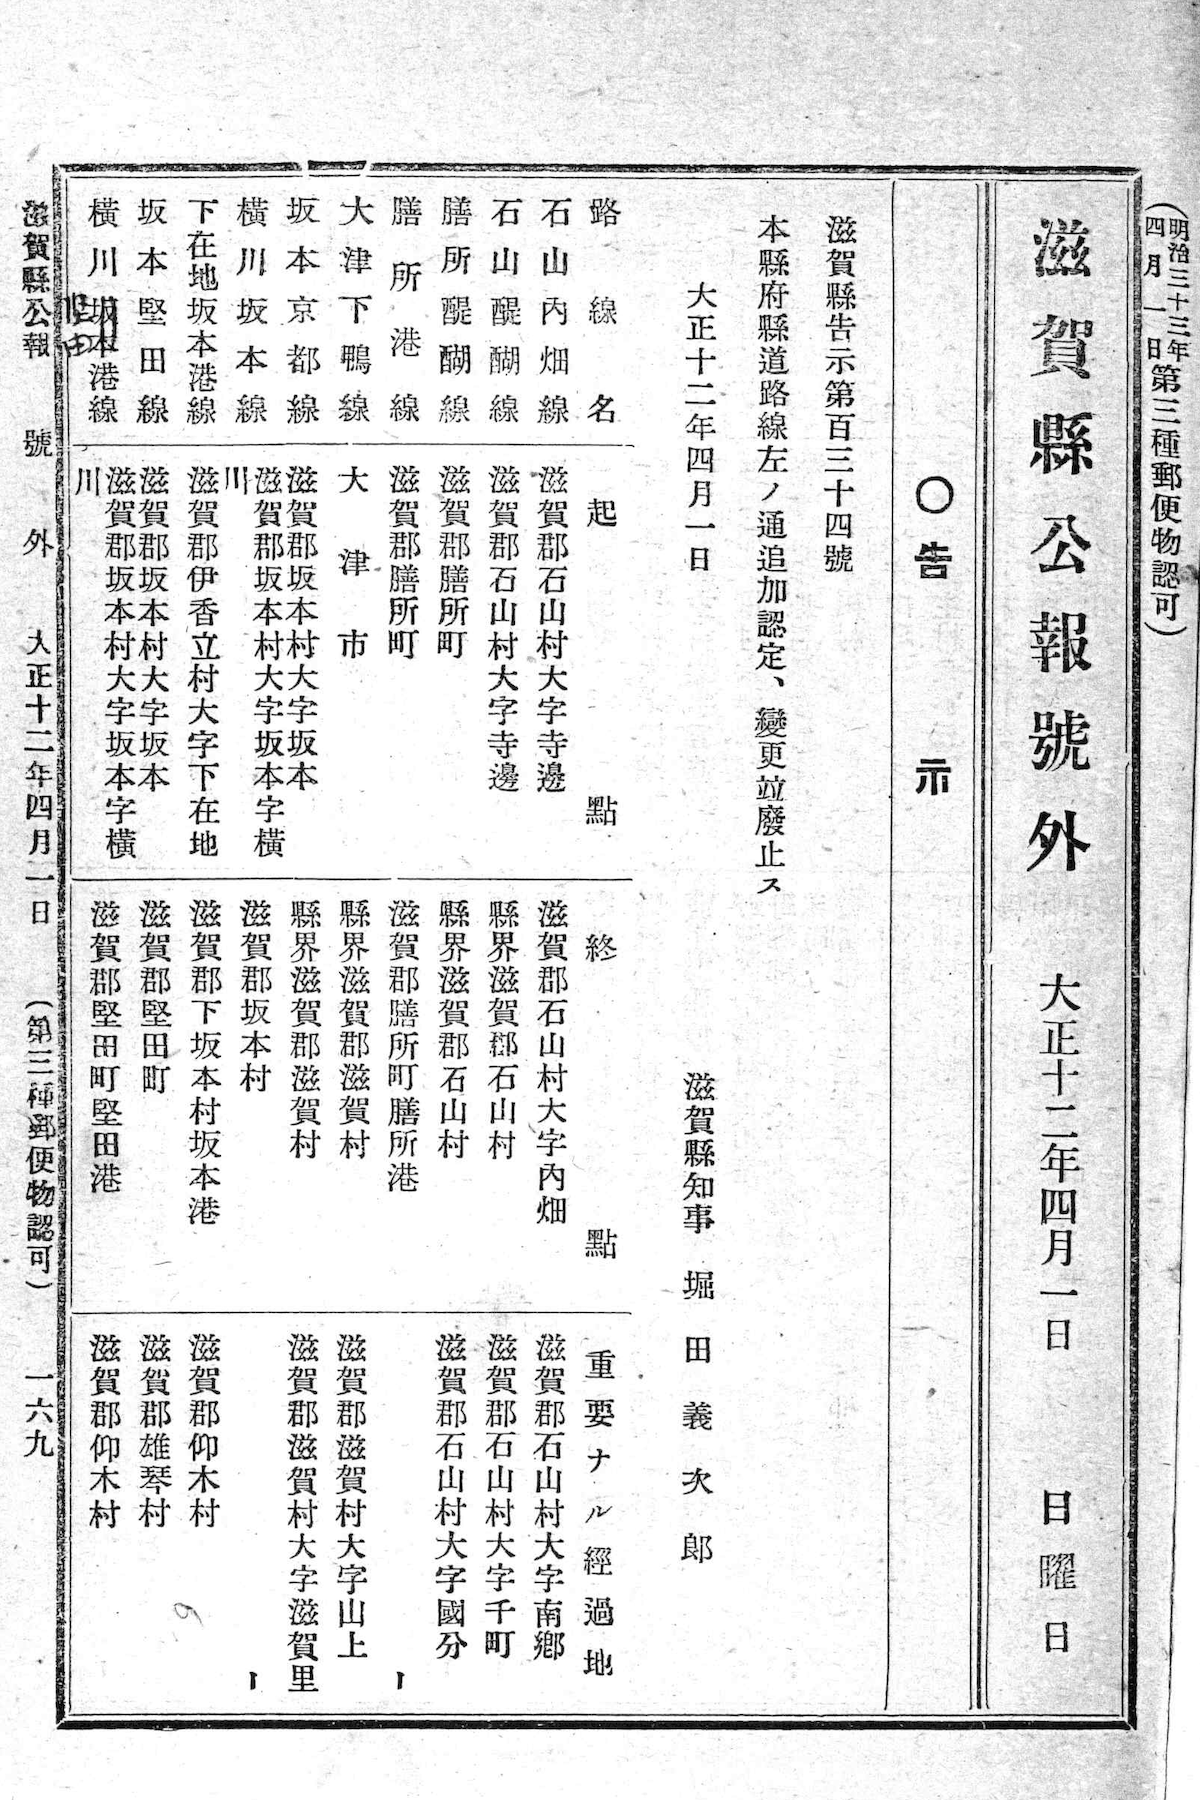 (明治三十三年四月一日第三種郵便物認可)
滋賀縣公報號外 大正十二年四月一日 日曜日
〇告示
滋賀縣告示第百三十四號
本縣府縣道路線左ノ通追加認定、變更竝廢止ス
大正十二年四月一日
滋賀縣知事 堀田義次郎
路線名 起點 終點 重要ナル經過地
石山內畑線 滋賀郡石山村大字寺邊 滋賀郡石山村大字內畑 滋賀郡石山村大字南鄕
石山醍醐線 滋賀郡石山村大字寺邊 縣界滋賀郡石山村 滋賀郡石山村大字千町
膳所醍醐線 滋賀郡膳所町 縣界滋賀郡石山村 滋賀郡石山村大字國分
膳所港線 滋賀郡膳所町 滋賀郡膳所町膳所港 ー
大津下鴨線 大津市 縣界滋賀郡滋賀村 滋賀郡滋賀村大字山上
坂本京都線 滋賀郡坂本村大字坂本 縣界滋賀郡滋賀村 滋賀郡滋賀村大字滋賀里
橫川坂本線 滋賀郡坂本村大字坂本字橫川 滋賀郡坂本村 ー
下在地坂本港線 滋賀郡伊香立村大字下在地 滋賀郡下坂本村坂本港 滋賀郡仰木村
坂本堅田線 滋賀郡坂本村大字坂本 滋賀郡堅田町 滋賀郡雄琴村
橫川坂本港線 滋賀郡坂本村大字坂本字橫川 滋賀郡堅田町堅田港 滋賀郡仰木村
堅田
滋賀縣公報 號外 大正十二年四月一日 (第三種郵便物認可) 一六九